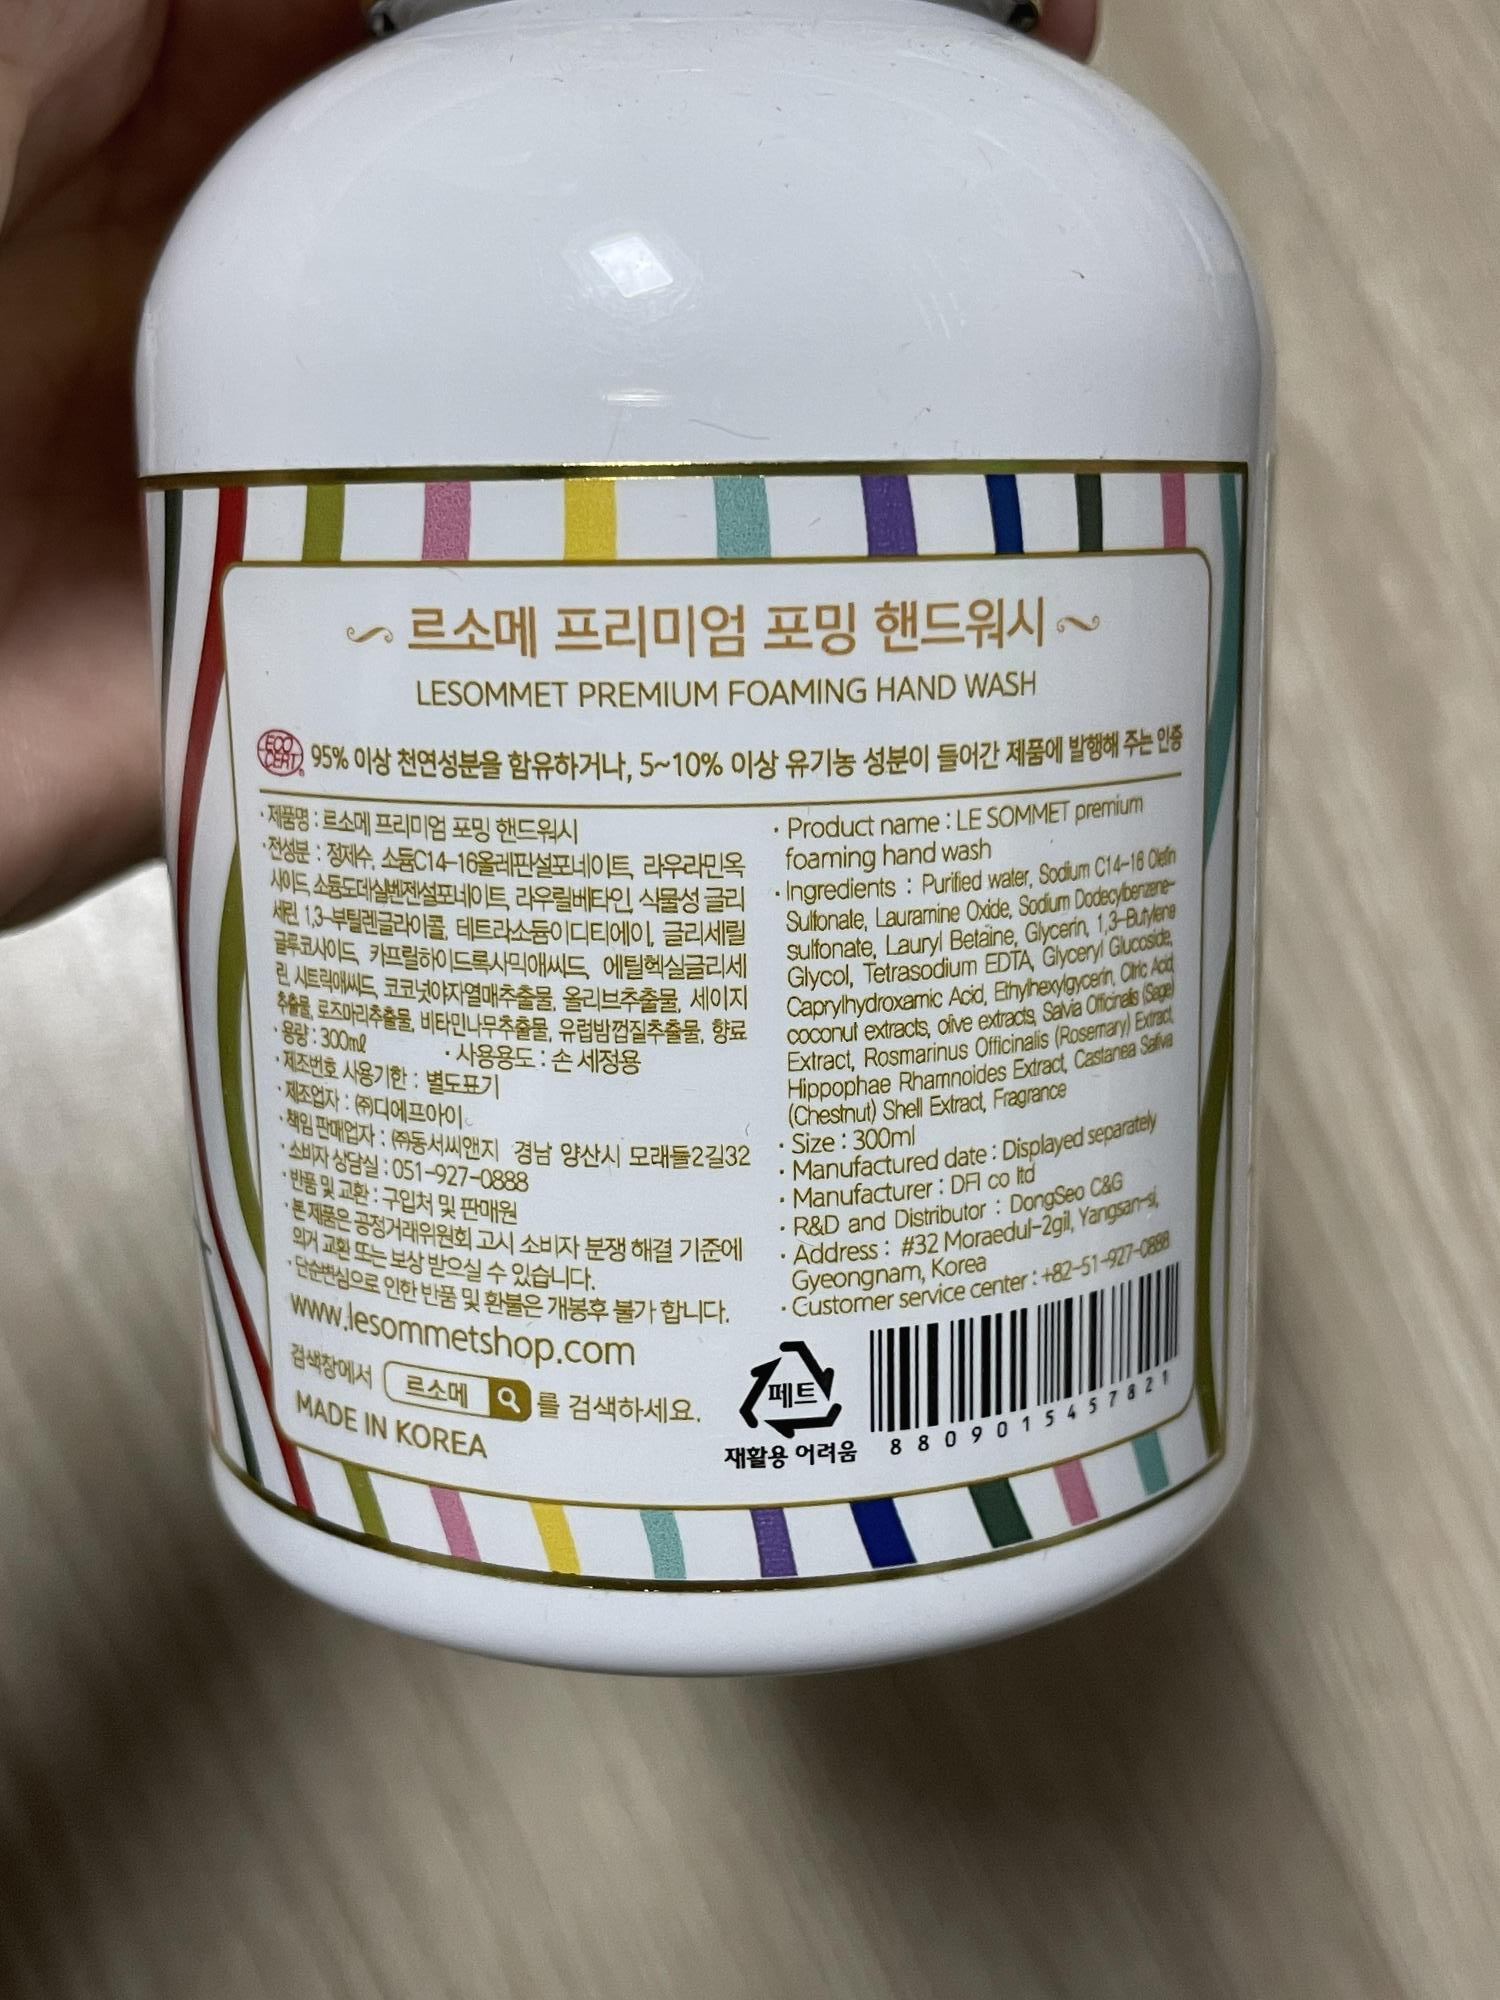 르소메 프리미엄 포밍 핸드워시
LESOMMET PREMIUM FOAMING HAND WASH
ECO CERT 95% 이상 천연성분을 함유하거나, 5~10% 이상 유기농 성분이 들어간 제품에 발행해 주는 인증
· 제품명 : 르소메 프리미엄 포밍 핸드워시
· 전성분 : 정제수, 소듐C14-16올레판설포네이트, 라우라민옥
사이드, 소듐도데실벤젠설포네이트, 라우릴베타인, 식물성 글리
세린, 1,3-부틸렌글라이콜, 테트라소듐이디티에이, 글리세릴
글루코사이드, 카프릴하이드록사믹애씨드, 에틸헥실글리세
린, 시트릭애씨드, 코코넛야자열매추출물, 올리브추출물, 세이지
추출물, 로즈마리추출물, 비타민나무추출물, 유럽밤껍질추출물, 향료
· 용량 : 300㎖ · 사용용도 : 손 세정용
· 제조번호 사용기한 : 별도표기
· 제조업자 : ㈜디에프아이
· 책임 판매업자 : ㈜동서씨앤지 경남 양산시 모래들2길32
· 소비자 상담실 : 051-927-0888
· 반품 및 교환 : 구입처 및 판매원
· 본 제품은 공정거래위원회 고시 소비자 분쟁 해결 기준에
의거 교환 또는 보상 받으실 수 있습니다.
· 단순변심으로 인한 반품 및 환불은 개봉후 불가 합니다.
www.lesommetshop.com
검색창에서 르소메 를 검색하세요.
MADE IN KOREA
· Product name : LE SOMMET premium
foaming hand wash
· Ingredients : Purified water, Sodium C14-16 Olefin
Sulfonate, Lauramine Oxide, Sodium Dodecylbenzene-
sulfonate, Lauryl Betaine, Glycerin, 1,3-Butylene
Glycol, Tetrasodium EDTA, Glyceryl Glucoside,
Caprylhydroxamic Acid, Ethylhexylgycerin, Citric Acid,
coconut extracts, olive extracts, Salvia Officinalis (Sage)
Extract, Rosmarinus Officinalis (Rosemary) Extract,
Hippophae Rhamnoides Extract, Castanea Sativa
(Chestnut) Shell Extract, Fragrance
· Size : 300ml
· Manufactured date : Displayed separately
· Manufacturer : DFI co ltd
· R&D and Distributor : DongSeo C&G
· Address : #32 Moraedul-2gil, Yangsan-si,
Gyeongnam, Korea
· Customer service center : +82-51-927-0888
페트
재활용 어려움
8809015457821